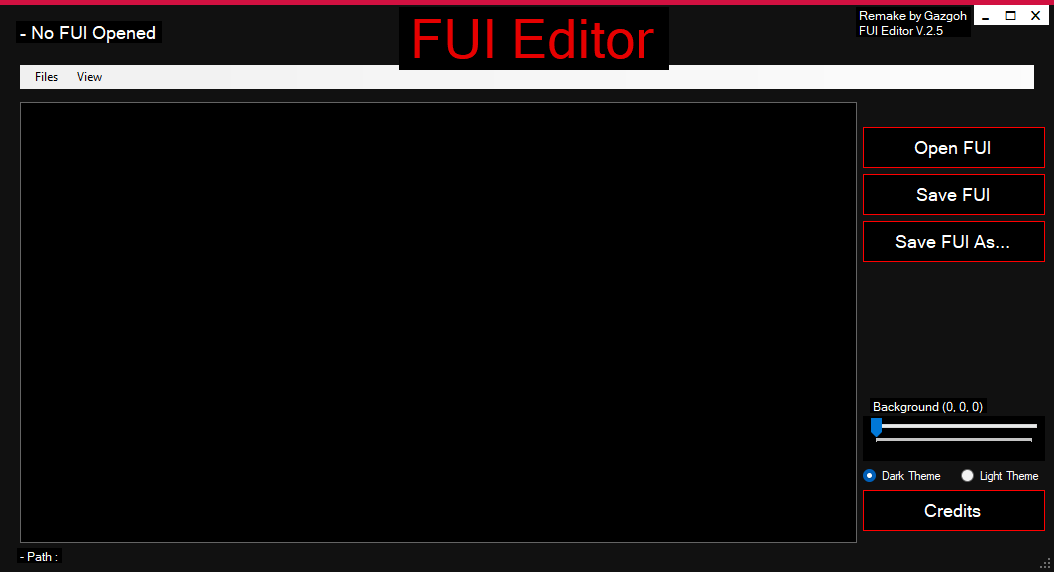 - No FUI Opened
FUI Editor
Remake by Gazgoh
FUI Editor V.2.5
Files View
Open FUI
Save FUI
Save FUI As...
Background (0, 0, 0)
Dark Theme Light Theme
Credits
- Path :